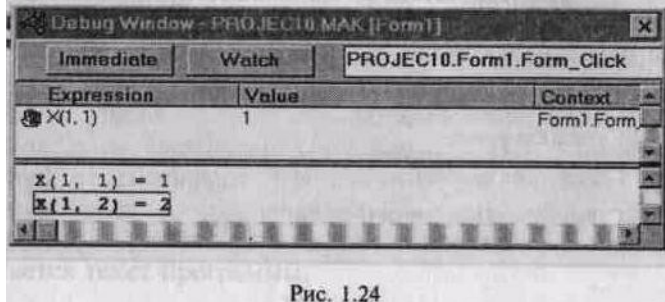 Debug Window - PROJEC10.MAK [Form1]
Immediate Watch PROJEC10.Form1.Form_Click
Expression Value Context
X(1, 1) 1 Form1.Form_
X(1, 1) = 1
X(1, 2) = 2
Рис. 1.24